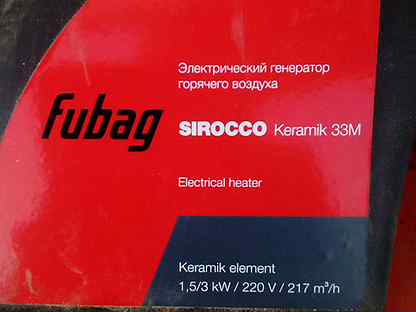 Электрический генератор
горячего воздуха
fubag
SIROCCO Keramik 33M
Electrical heater
Keramik element
1,5/3 kW / 220 V / 217 m³/h